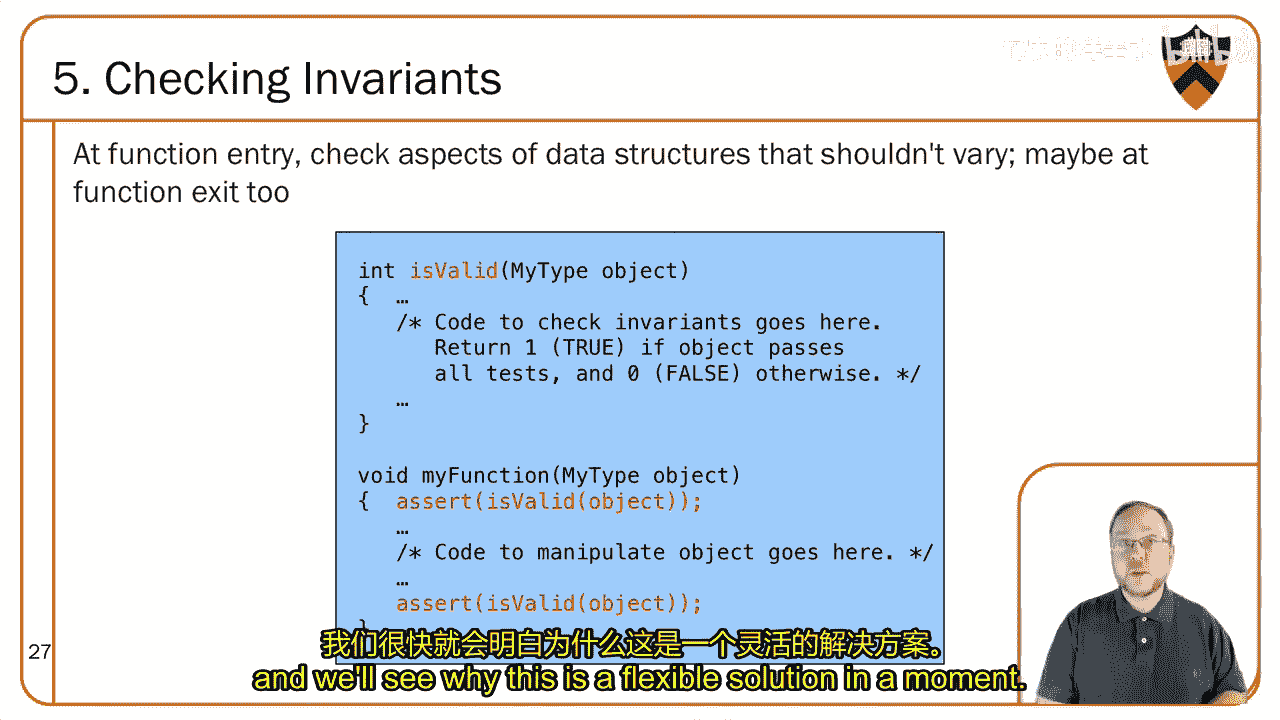 5. Checking Invariants
At function entry, check aspects of data structures that shouldn't vary; maybe at
function exit too
int isValid(MyType object)
{ …
/* Code to check invariants goes here.
Return 1 (TRUE) if object passes
all tests, and 0 (FALSE) otherwise. */
…
}
void myFunction(MyType object)
{ assert(isValid(object));
…
/* Code to manipulate object goes here. */
…
assert(isValid(object));
}
我们很快就会明白为什么这是一个灵活的解决方案。
27
and we'll see why this is a flexible solution in a moment.